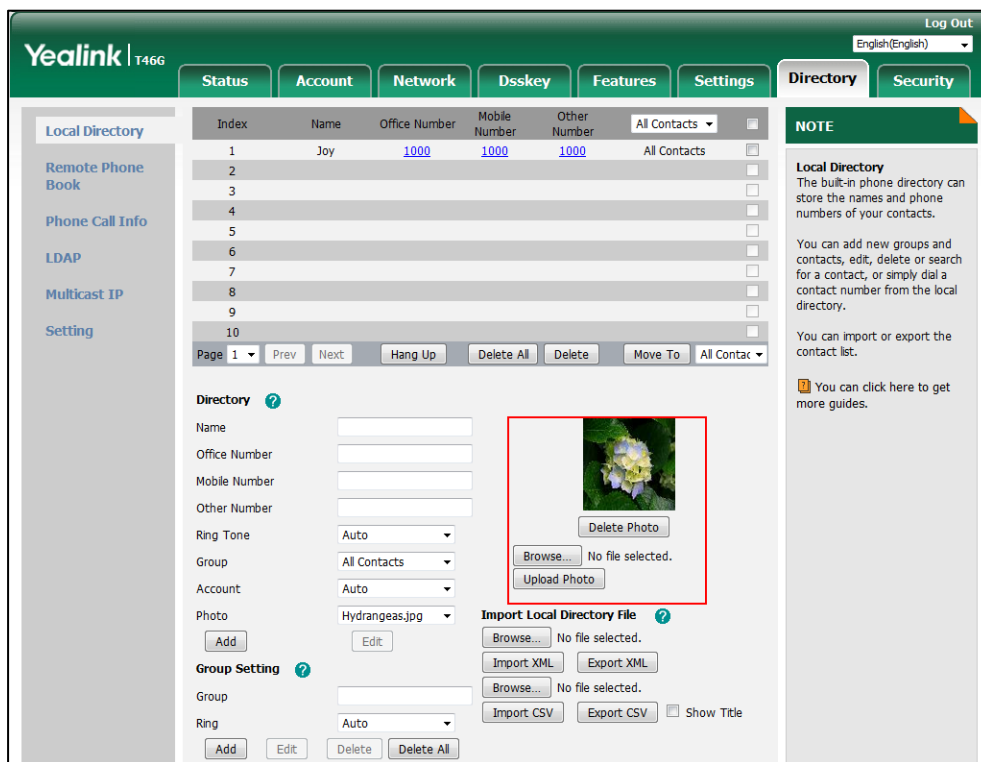 Log Out
Yealink | T46G
English(English)
Status Account Network Dsskey Features Settings Directory Security
Local Directory
Remote Phone
Book
Phone Call Info
LDAP
Multicast IP
Setting
Index Name Office Number Mobile Number Other Number All Contacts
1 Joy 1000 1000 1000 All Contacts
2
3
4
5
6
7
8
9
10
Page 1 Prev Next Hang Up Delete All Delete Move To All Contac
Directory ?
Name
Office Number
Mobile Number
Other Number
Ring Tone Auto
Group All Contacts
Account Auto
Photo Hydrangeas.jpg
Add Edit
Group Setting ?
Group
Ring Auto
Add Edit Delete Delete All
Delete Photo
Browse... No file selected.
Upload Photo
Import Local Directory File ?
Browse... No file selected.
Import XML Export XML
Browse... No file selected.
Import CSV Export CSV Show Title
NOTE
Local Directory
The built-in phone directory can
store the names and phone
numbers of your contacts.
You can add new groups and
contacts, edit, delete or search
for a contact, or simply dial a
contact number from the local
directory.
You can import or export the
contact list.
? You can click here to get
more guides.